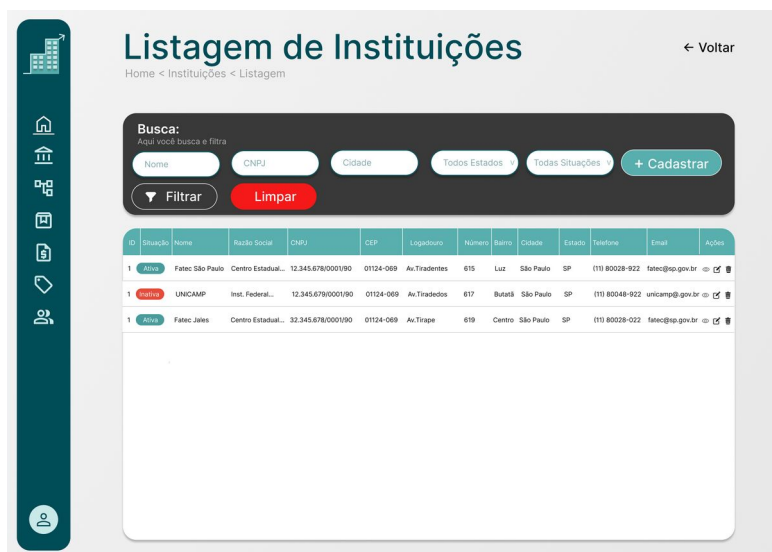 Listagem de Instituições
← Voltar
Home < Instituições < Listagem
Busca:
Aqui você busca e filtra
Nome CNPJ Cidade Todos Estados Todas Situações + Cadastrar
Filtrar Limpar
ID Situação Nome Razão Social CNPJ CEP Logadouro Número Bairro Cidade Estado Telefone Email Ações
1 Ativa Fatec São Paulo Centro Estadual... 12.345.678/0001/90 01124-069 Av.Tiradentes 615 Luz São Paulo SP (11) 80028-922 fatec@sp.gov.br
1 Inativa UNICAMP Inst. Federal... 12.345.679/0001/90 01124-069 Av.Tiradedos 617 Butatã São Paulo SP (11) 80048-922 unicamp@.gov.br
1 Ativa Fatec Jales Centro Estadual... 32.345.678/0001/90 01124-069 Av.Tirape 619 Centro São Paulo SP (11) 80028-022 fatec@sp.gov.br